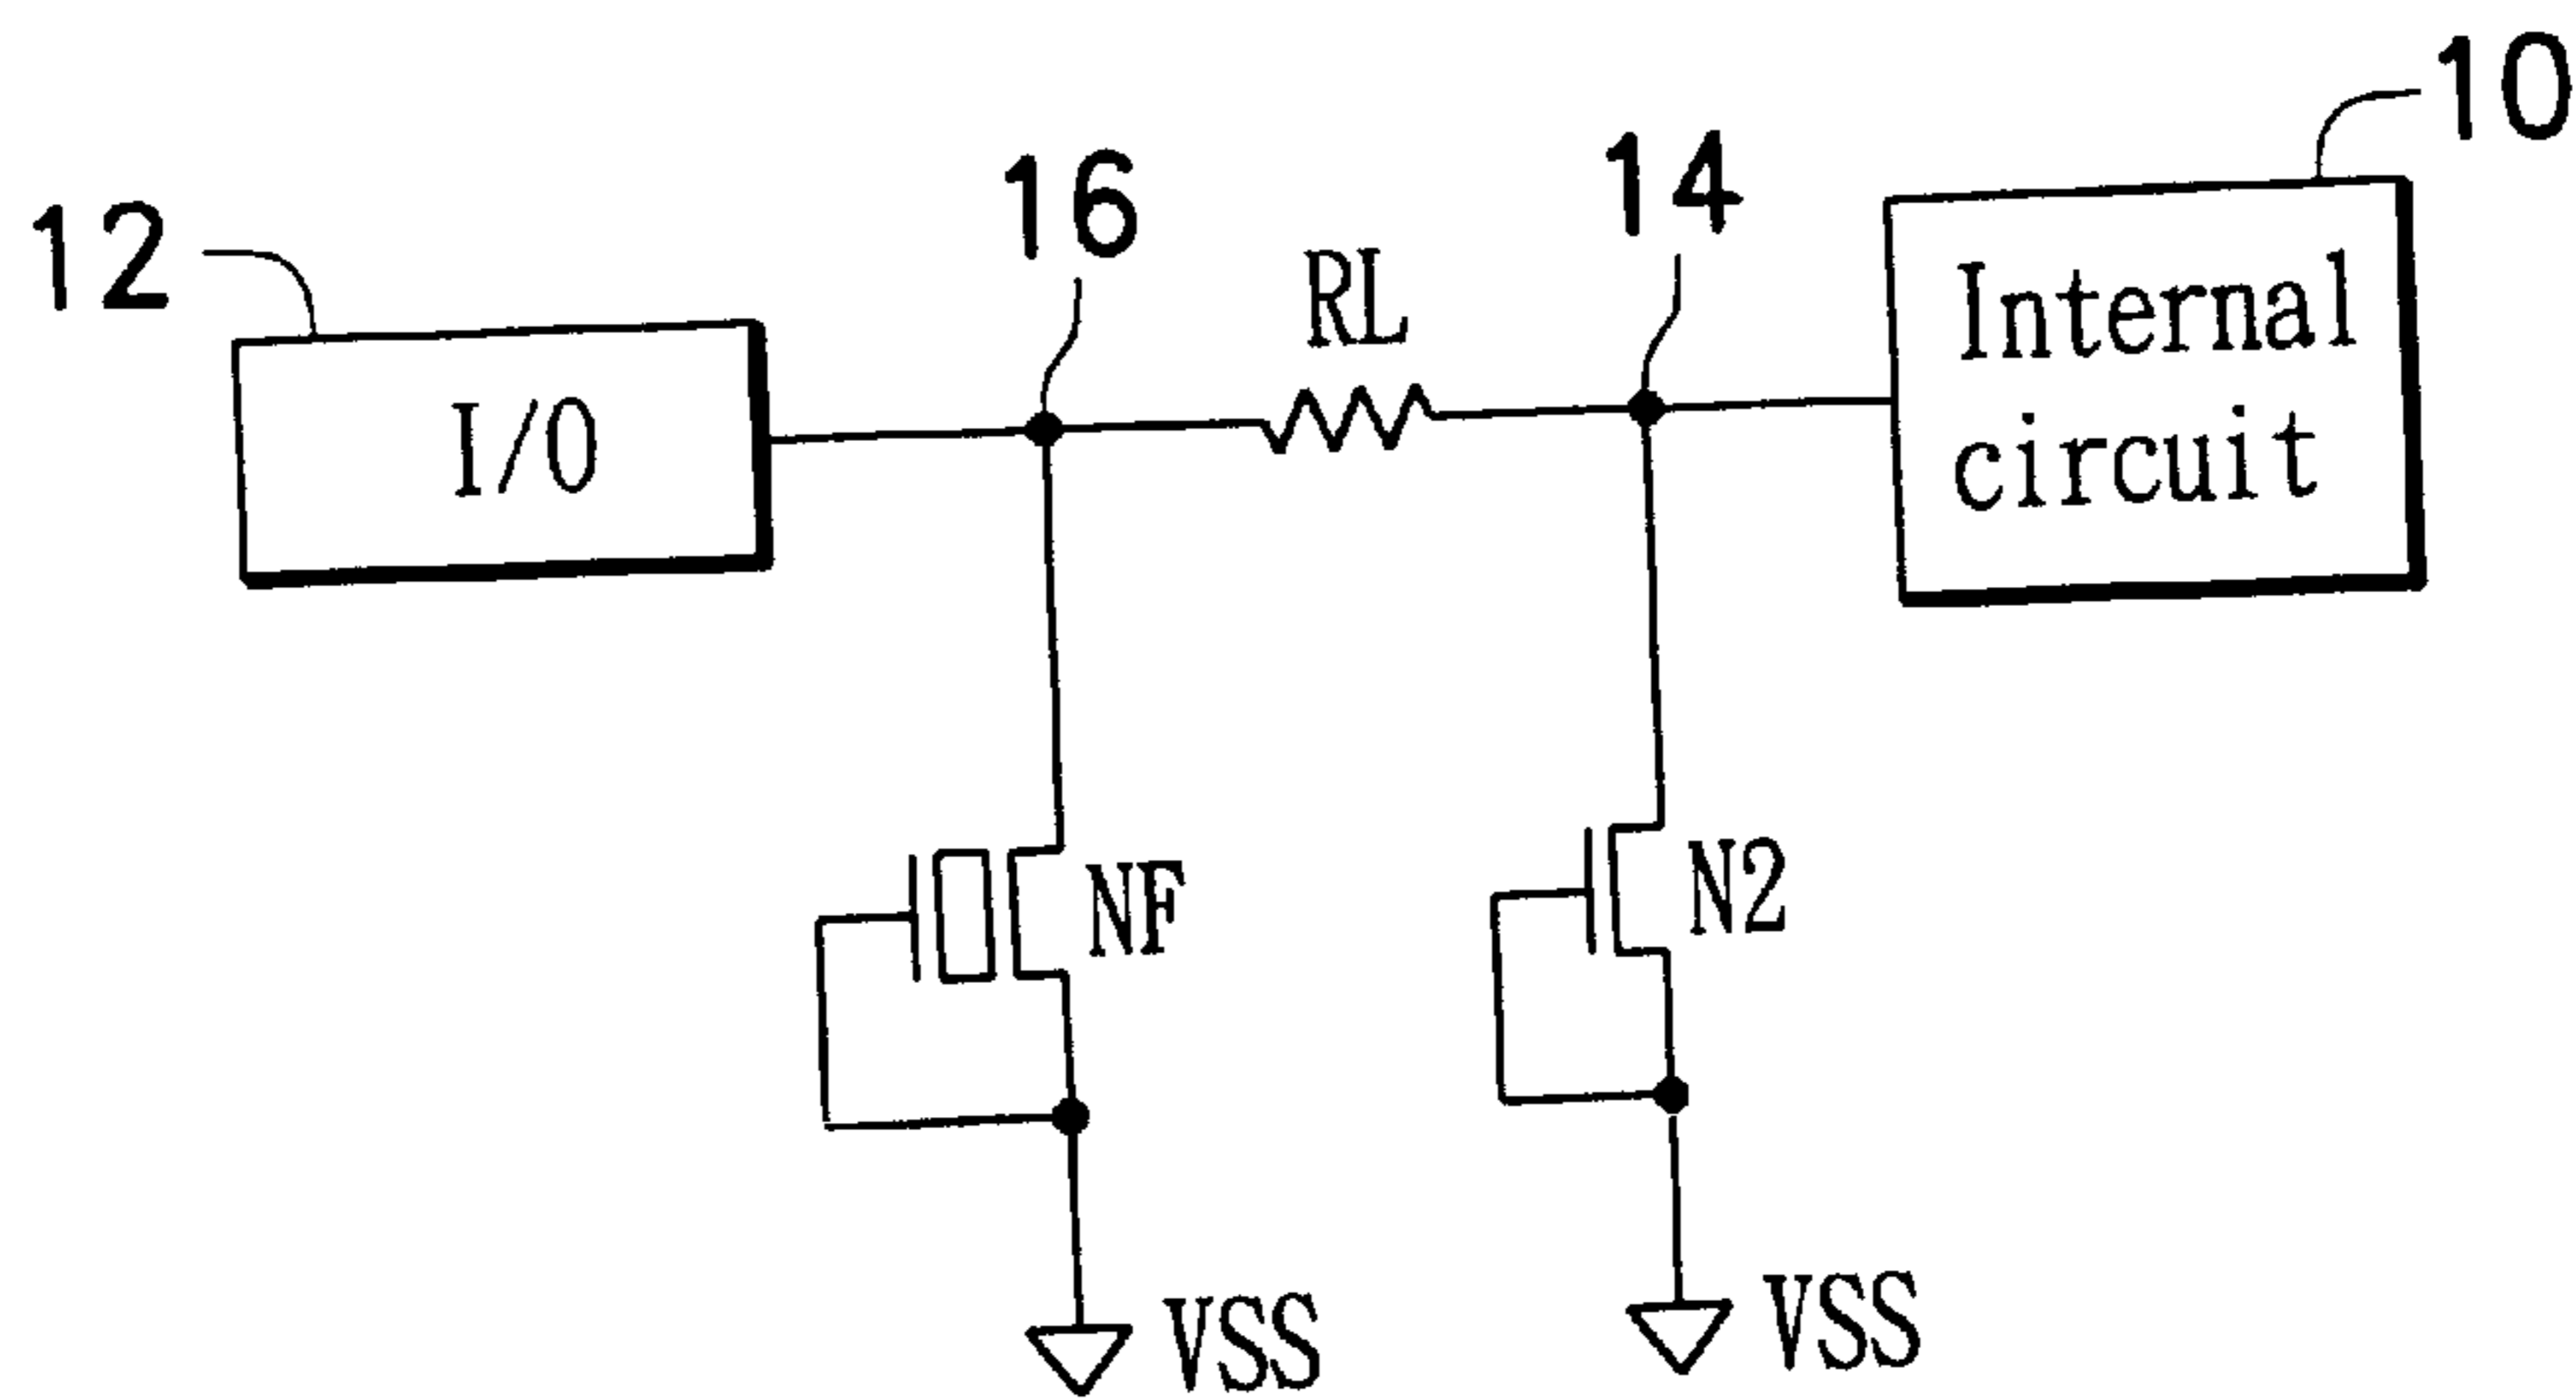 10
14
16
12
RL
Internal
circuit
I/O
NF
N2
VSS
VSS